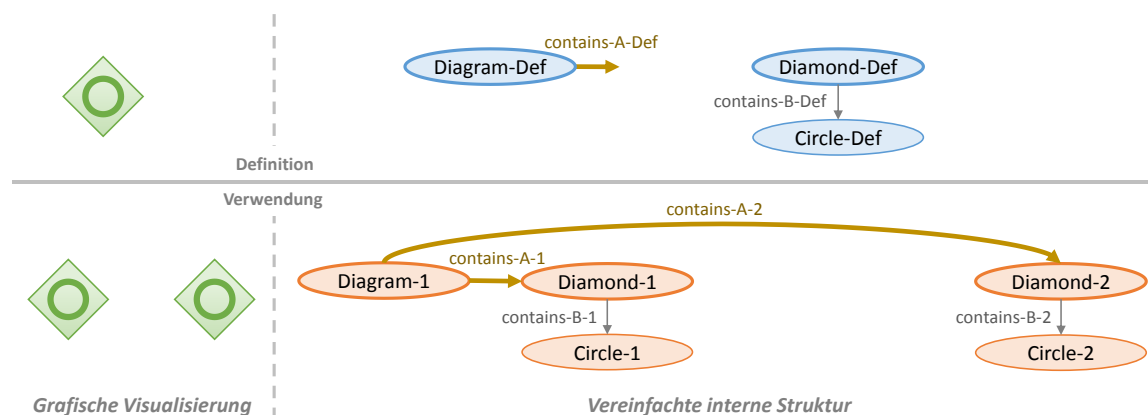 contains-A-Def
Diagram-Def
Diamond-Def
contains-B-Def
Circle-Def
Definition
Verwendung
contains-A-2
contains-A-1
Diagram-1
Diamond-1
Diamond-2
contains-B-1
contains-B-2
Circle-1
Circle-2
Grafische Visualisierung
Vereinfachte interne Struktur